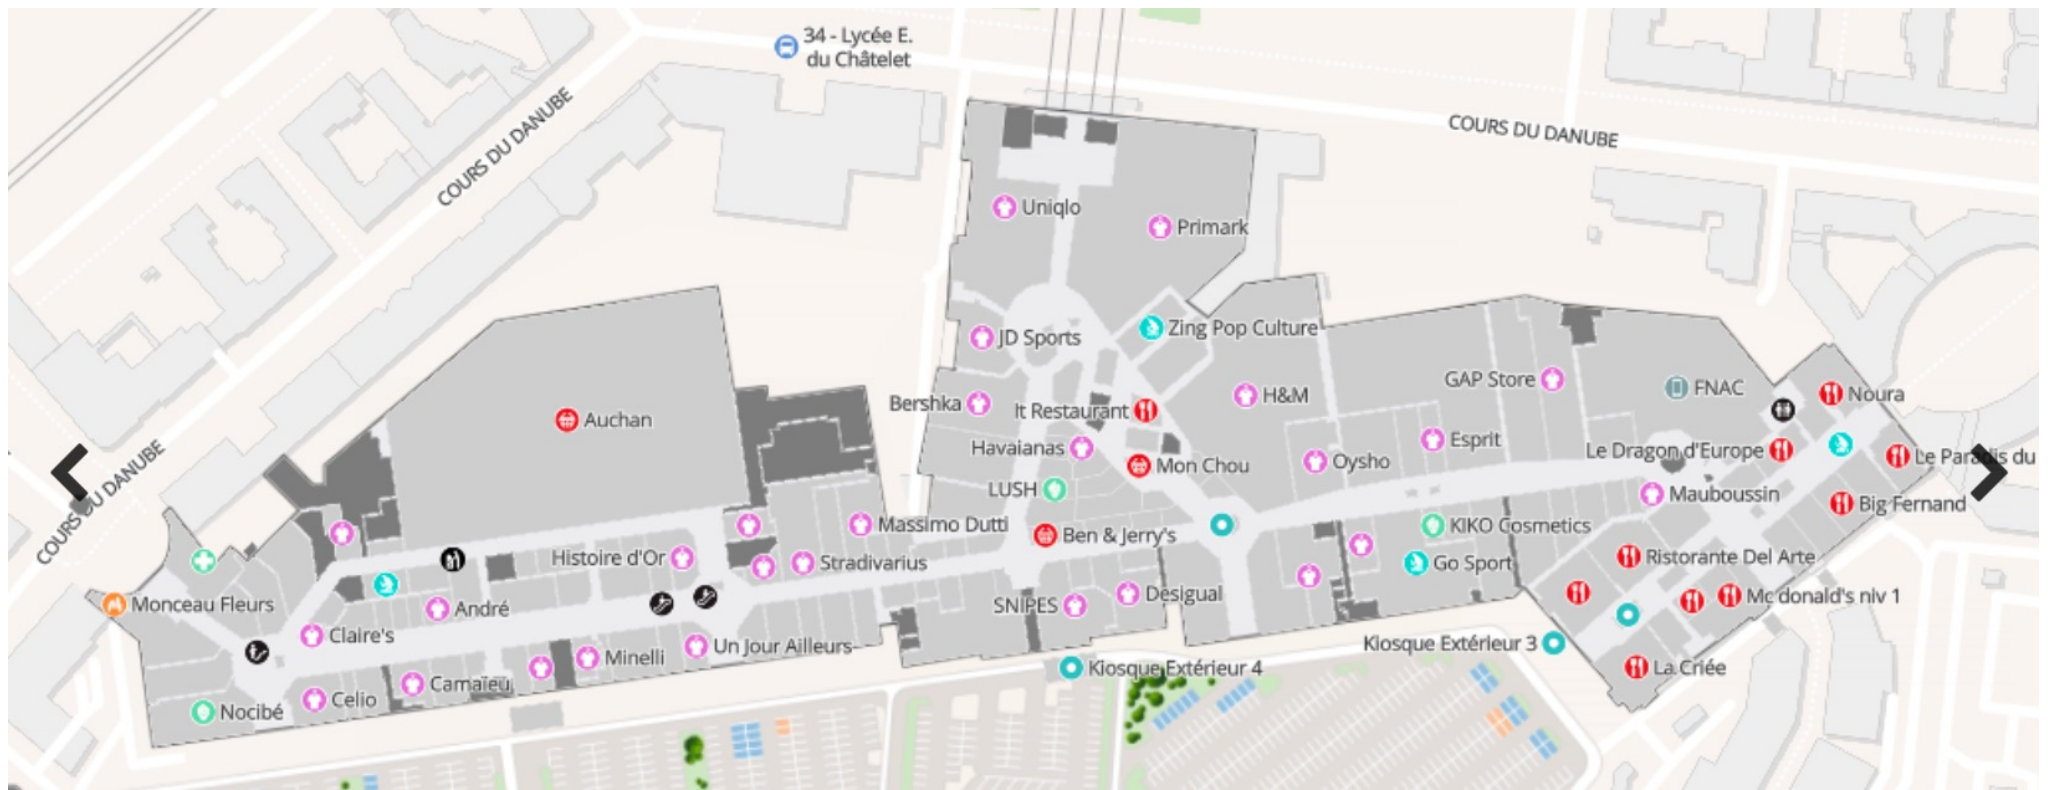 34 - Lycée E.
du Châtelet
COURS DU DANUBE
COURS DU DANUBE
COURS DU DANUBE
Uniqlo
Primark
JD Sports
Zing Pop Culture
Bershka
It Restaurant
H&M
GAP Store
FNAC
Noura
Auchan
Havaianas
Mon Chou
Oysho
Esprit
Le Dragon d'Europe
Le Paradis du
LUSH
Mauboussin
Big Fernand
Massimo Dutti
Ben & Jerry's
KIKO Cosmetics
Histoire d'Or
Stradivarius
Go Sport
Ristorante Del Arte
Monceau Fleurs
André
SNIPES
Desigual
Mc donald's niv 1
Claire's
Un Jour Ailleurs
Minelli
Kiosque Extérieur 3
Kiosque Extérieur 4
La Criée
Camaïeu
Celio
Nocibé